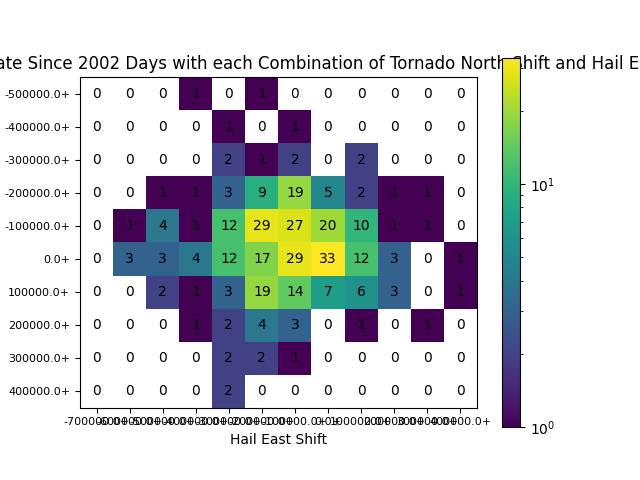 ate Since 2002 Days with each Combination of Tornado North Shift and Hail E
-500000.0+ 0 0 0 1 0 1 0 0 0 0 0 0
-400000.0+ 0 0 0 0 1 0 1 0 0 0 0 0
-300000.0+ 0 0 0 0 2 1 2 0 2 0 0 0
-200000.0+ 0 0 1 1 3 9 19 5 2 1 1 0
-100000.0+ 0 1 4 1 12 29 27 20 10 1 1 0
0.0+ 0 3 3 4 12 17 29 33 12 3 0 1
100000.0+ 0 0 2 1 3 19 14 7 6 3 0 1
200000.0+ 0 0 0 1 2 4 3 0 1 0 1 0
300000.0+ 0 0 0 0 2 2 1 0 0 0 0 0
400000.0+ 0 0 0 0 2 0 0 0 0 0 0 0
Hail East Shift
10¹
10⁰